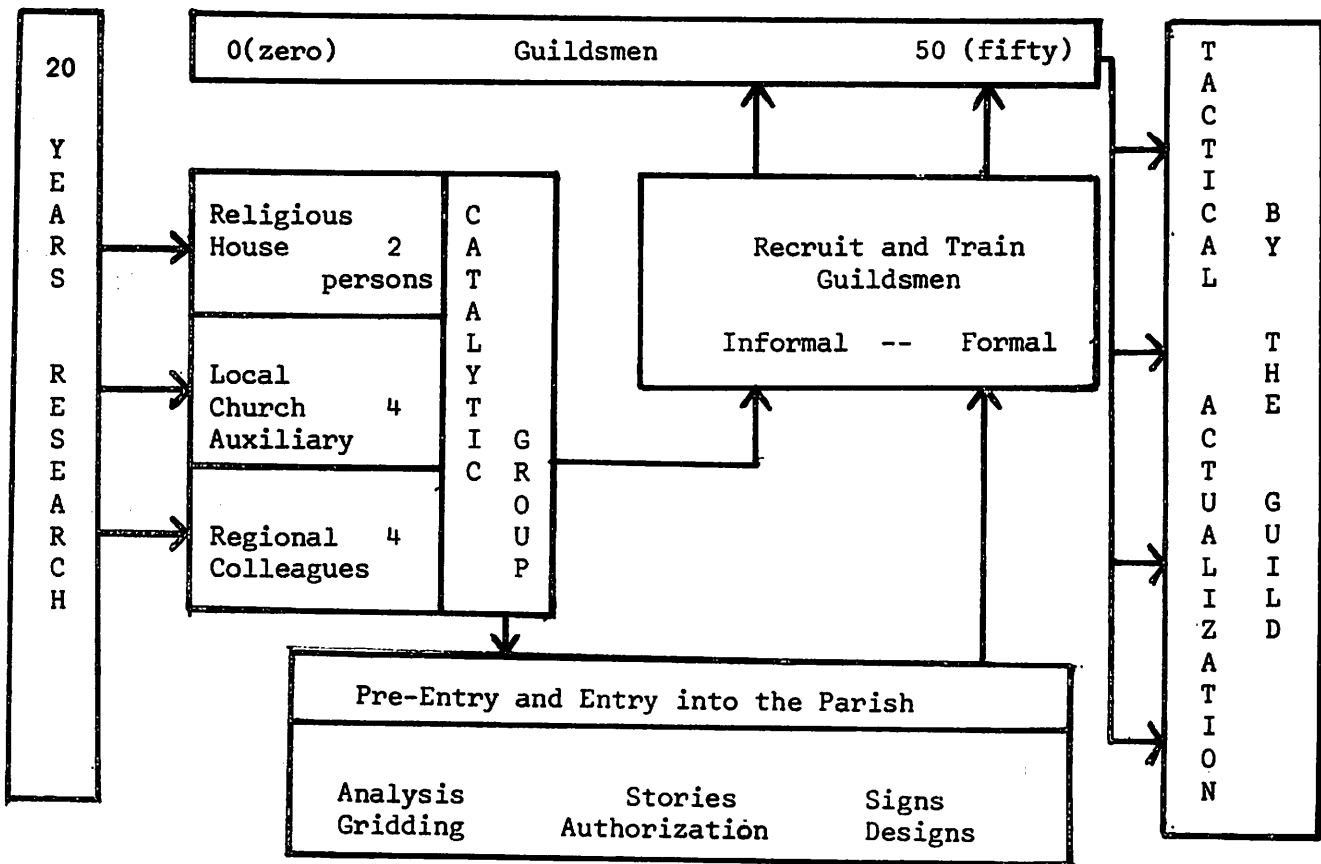 20 YEARS RESEARCH
0(zero) Guildsmen 50 (fifty)
Religious
House 2
persons
Local
Church 4
Auxiliary
Regional 4
Colleagues
CATALYTIC
GROUP
Recruit and Train
Guildsmen
Informal -- Formal
Pre-Entry and Entry into the Parish
Analysis Stories Signs
Gridding Authorization Designs
TACTICAL ACTUALIZATION
BY THE GUILD